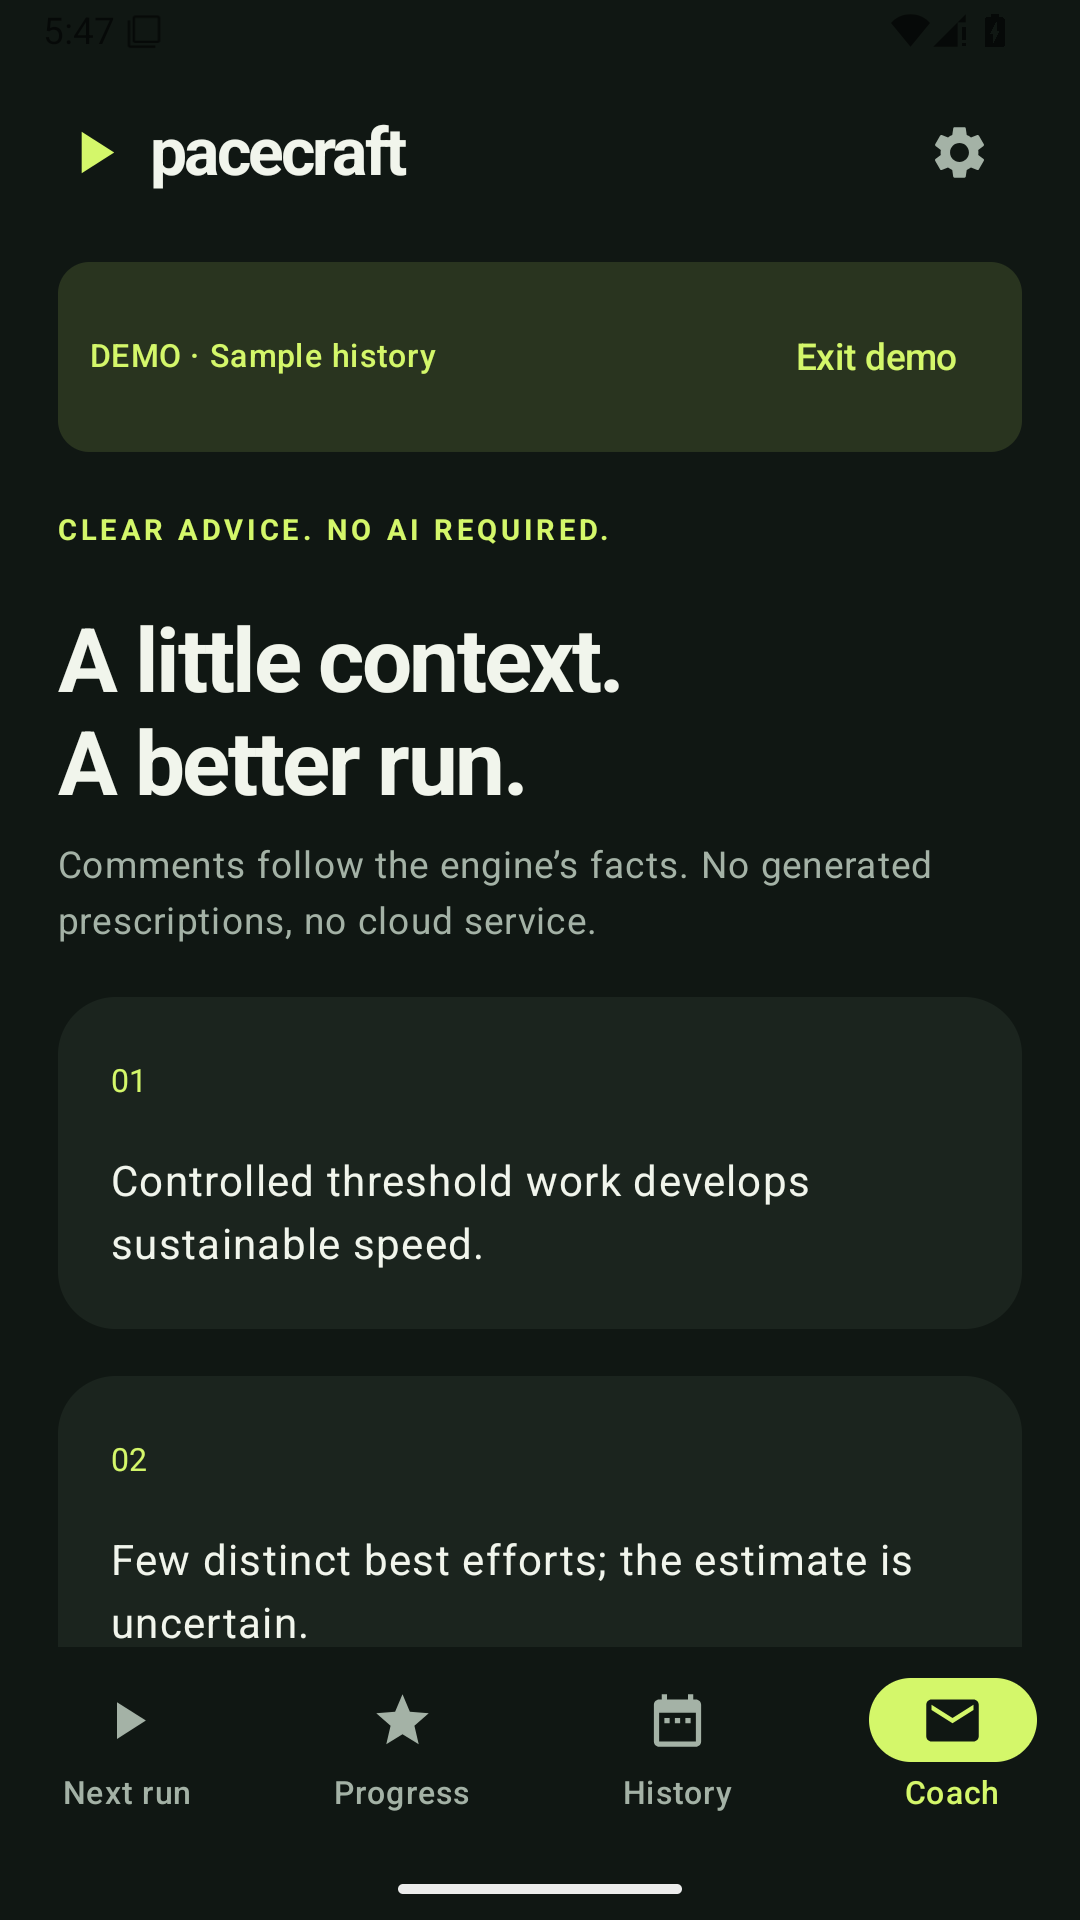 5:47
pacecraft
DEMO · Sample history
Exit demo
CLEAR ADVICE. NO AI REQUIRED.
A little context.
A better run.
Comments follow the engine’s facts. No generated
prescriptions, no cloud service.
01
Controlled threshold work develops
sustainable speed.
02
Few distinct best efforts; the estimate is
uncertain.
Next run
Progress
History
Coach